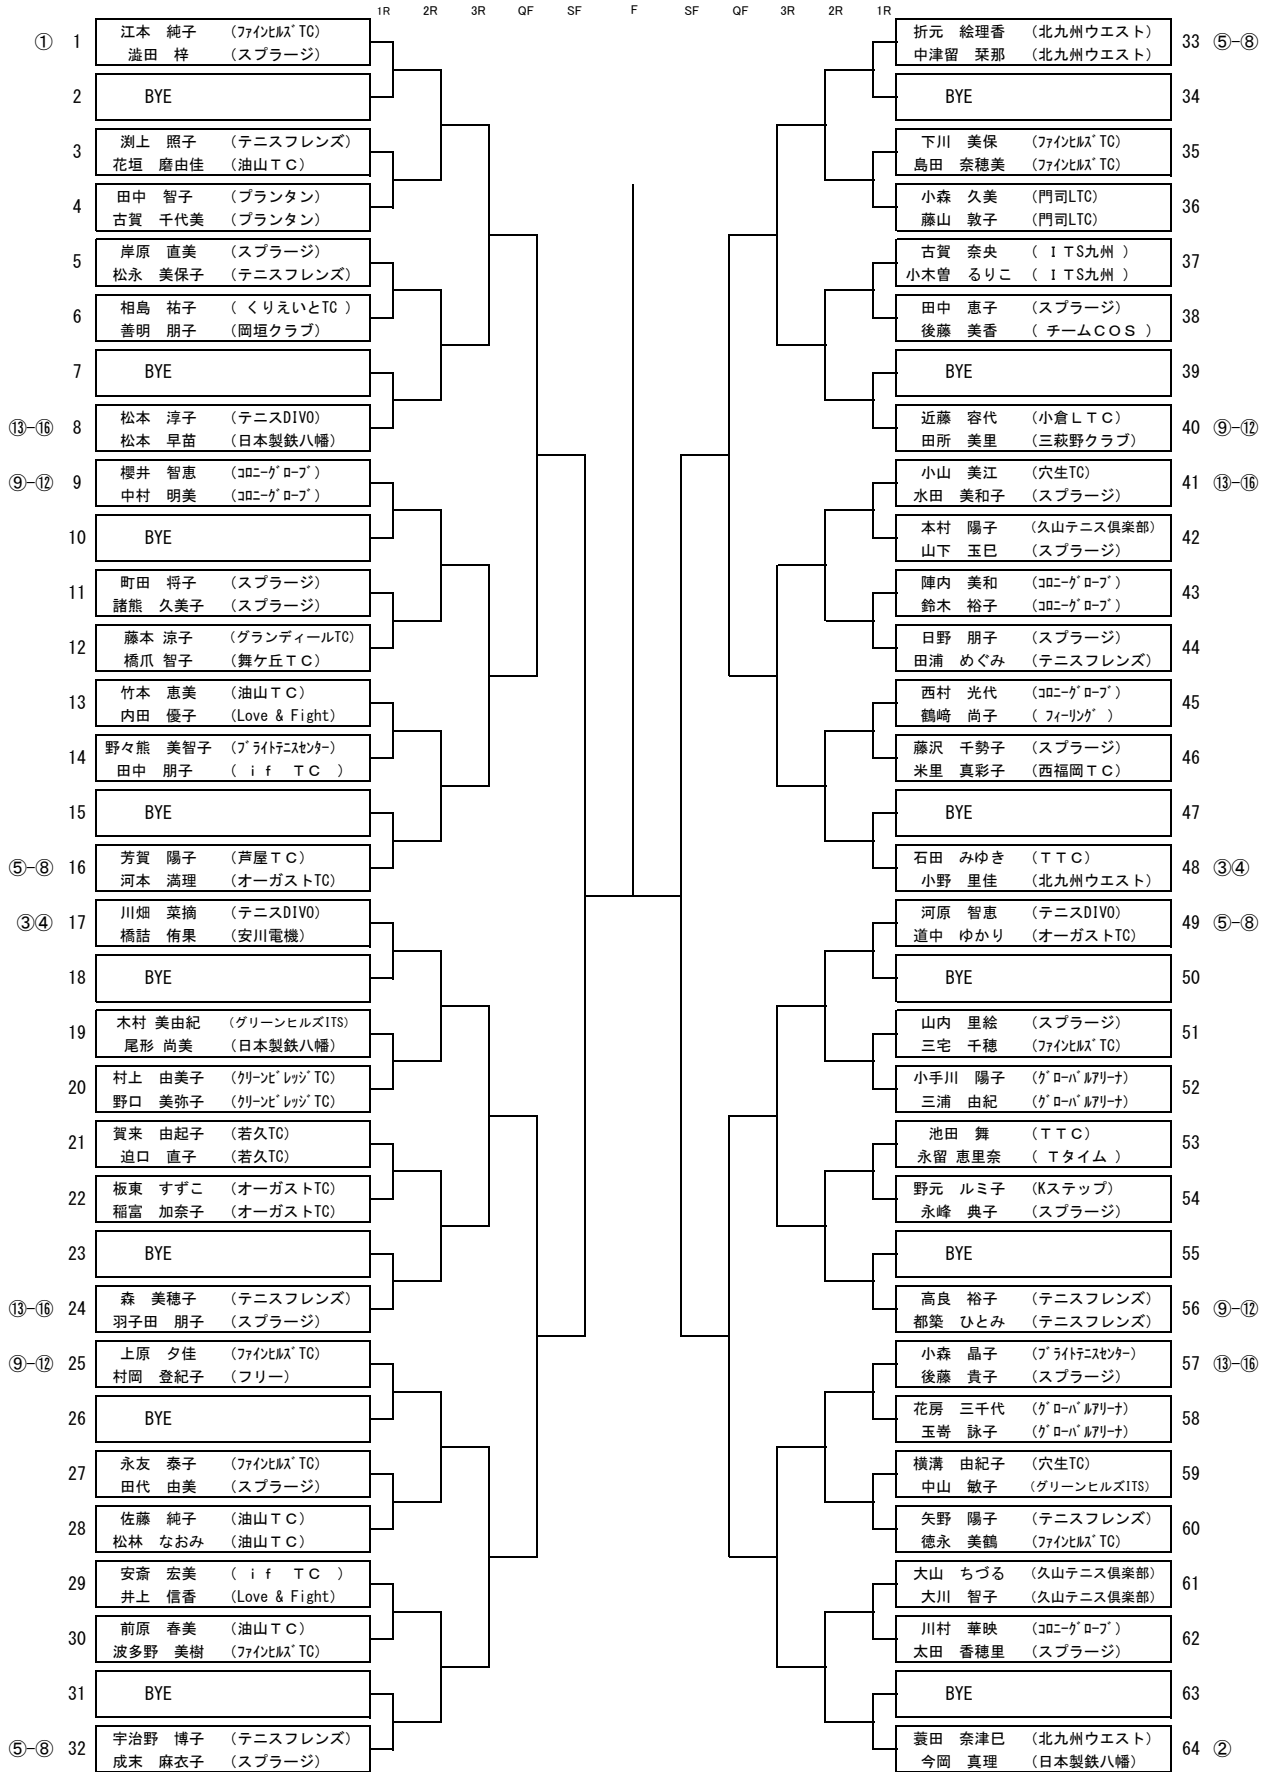 1R 2R 3R QF SF F SF QF 3R 2R 1R
① 1 江本 純子 (ﾌｧｲﾝﾋﾙｽﾞTC)
澁田 梓 (スプラージ)
2 BYE
3 渕上 照子 (テニスフレンズ)
花垣 磨由佳 (油山ＴＣ)
4 田中 智子 (プランタン)
古賀 千代美 (プランタン)
5 岸原 直美 (スプラージ)
松永 美保子 (テニスフレンズ)
6 相島 祐子 ( くりえいとTC )
善明 朋子 (岡垣クラブ)
7 BYE
⑬-⑯ 8 松本 淳子 (テニスDIVO)
松本 早苗 (日本製鉄八幡)
⑨-⑫ 9 櫻井 智恵 (ｺﾛﾆｰｸﾞﾛｰﾌﾞ)
中村 明美 (ｺﾛﾆｰｸﾞﾛｰﾌﾞ)
10 BYE
11 町田 将子 (スプラージ)
諸熊 久美子 (スプラージ)
12 藤本 涼子 (グランディールTC)
橋爪 智子 (舞ケ丘ＴＣ)
13 竹本 恵美 (油山ＴＣ)
内田 優子 (Love & Fight)
14 野々熊 美智子 (ﾌﾞﾗｲﾄﾃﾆｽｾﾝﾀｰ)
田中 朋子 ( ｉｆ ＴＣ )
15 BYE
⑤-⑧ 16 芳賀 陽子 (芦屋ＴＣ)
河本 満理 (オーガストTC)
③④ 17 川畑 菜摘 (テニスDIVO)
橋詰 侑果 (安川電機)
18 BYE
19 木村 美由紀 (グリーンヒルズITS)
尾形 尚美 (日本製鉄八幡)
20 村上 由美子 (ｸﾘｰﾝﾋﾞﾚｯｼﾞTC)
野口 美弥子 (ｸﾘｰﾝﾋﾞﾚｯｼﾞTC)
21 賀来 由起子 (若久TC)
迫口 直子 (若久TC)
22 板東 すずこ (オーガストTC)
稲富 加奈子 (オーガストTC)
23 BYE
⑬-⑯ 24 森 美穂子 (テニスフレンズ)
羽子田 朋子 (スプラージ)
⑨-⑫ 25 上原 夕佳 (ﾌｧｲﾝﾋﾙｽﾞTC)
村岡 登紀子 (フリー)
26 BYE
27 永友 泰子 (ﾌｧｲﾝﾋﾙｽﾞTC)
田代 由美 (スプラージ)
28 佐藤 純子 (油山ＴＣ)
松林 なおみ (油山ＴＣ)
29 安斎 宏美 ( ｉｆ ＴＣ )
井上 信香 (Love & Fight)
30 前原 春美 (油山ＴＣ)
波多野 美樹 (ﾌｧｲﾝﾋﾙｽﾞTC)
31 BYE
⑤-⑧ 32 宇治野 博子 (テニスフレンズ)
成末 麻衣子 (スプラージ)
折元 絵理香 (北九州ウエスト) 33 ⑤-⑧
中津留 栞那 (北九州ウエスト)
BYE 34
下川 美保 (ﾌｧｲﾝﾋﾙｽﾞTC) 35
島田 奈穂美 (ﾌｧｲﾝﾋﾙｽﾞTC)
小森 久美 (門司LTC) 36
藤山 敦子 (門司LTC)
古賀 奈央 ( ＩＴS九州 ) 37
小木曽 るりこ ( ＩＴS九州 )
田中 恵子 (スプラージ) 38
後藤 美香 ( チームＣＯＳ )
BYE 39
近藤 容代 (小倉ＬＴＣ) 40 ⑨-⑫
田所 美里 (三萩野クラブ)
小山 美江 (穴生TC) 41 ⑬-⑯
水田 美和子 (スプラージ)
本村 陽子 (久山テニス倶楽部) 42
山下 玉巳 (スプラージ)
陣内 美和 (ｺﾛﾆｰｸﾞﾛｰﾌﾞ) 43
鈴木 裕子 (ｺﾛﾆｰｸﾞﾛｰﾌﾞ)
日野 朋子 (スプラージ) 44
田浦 めぐみ (テニスフレンズ)
西村 光代 (ｺﾛﾆｰｸﾞﾛｰﾌﾞ) 45
鶴﨑 尚子 ( ﾌｨｰﾘﾝｸﾞ )
藤沢 千勢子 (スプラージ) 46
米里 真彩子 (西福岡ＴＣ)
BYE 47
石田 みゆき (ＴＴＣ) 48 ③④
小野 里佳 (北九州ウエスト)
河原 智恵 (テニスDIVO) 49 ⑤-⑧
道中 ゆかり (オーガストTC)
BYE 50
山内 里絵 (スプラージ) 51
三宅 千穂 (ﾌｧｲﾝﾋﾙｽﾞTC)
小手川 陽子 (ｸﾞﾛｰﾊﾞﾙｱﾘｰﾅ) 52
三浦 由紀 (ｸﾞﾛｰﾊﾞﾙｱﾘｰﾅ)
池田 舞 (ＴＴＣ) 53
永留 恵里奈 ( Ｔタイム )
野元 ルミ子 (Kステップ) 54
永峰 典子 (スプラージ)
BYE 55
高良 裕子 (テニスフレンズ) 56 ⑨-⑫
都築 ひとみ (テニスフレンズ)
小森 晶子 (ﾌﾞﾗｲﾄﾃﾆｽｾﾝﾀｰ) 57 ⑬-⑯
後藤 貴子 (スプラージ)
花房 三千代 (ｸﾞﾛｰﾊﾞﾙｱﾘｰﾅ) 58
玉嵜 詠子 (ｸﾞﾛｰﾊﾞﾙｱﾘｰﾅ)
横溝 由紀子 (穴生TC) 59
中山 敏子 (グリーンヒルズITS)
矢野 陽子 (テニスフレンズ) 60
徳永 美鶴 (ﾌｧｲﾝﾋﾙｽﾞTC)
大山 ちづる (久山テニス倶楽部) 61
大川 智子 (久山テニス倶楽部)
川村 華映 (ｺﾛﾆｰｸﾞﾛｰﾌﾞ) 62
太田 香穂里 (スプラージ)
BYE 63
蓑田 奈津巳 (北九州ウエスト) 64 ②
今岡 真理 (日本製鉄八幡)